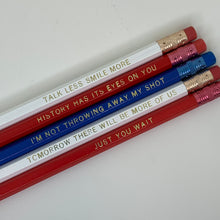 TALK LESS SMILE MORE
HISTORY HAS ITS EYES ON YOU
I'M NOT THROWING AWAY MY SHOT
TOMORROW THERE WILL BE MORE OF US
JUST YOU WAIT